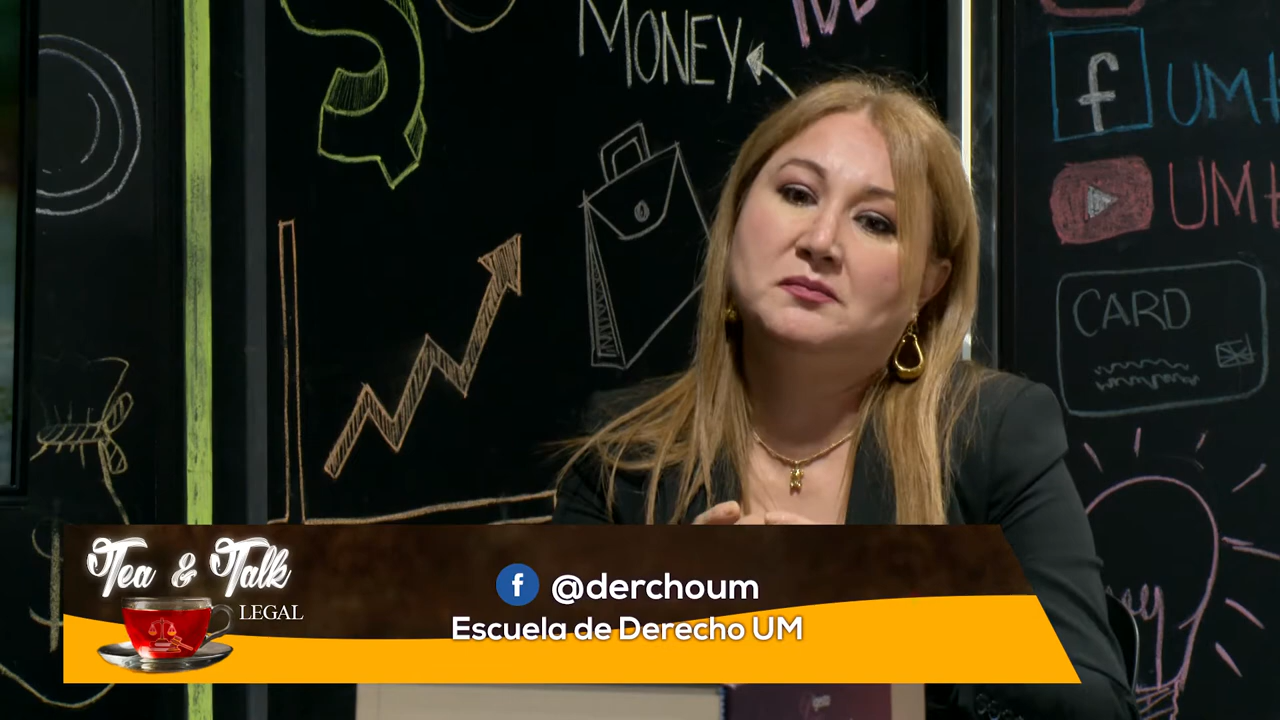 MONEY
f UM
UM
CARD
Tea & Talk
LEGAL
f @derchoum
Escuela de Derecho UM